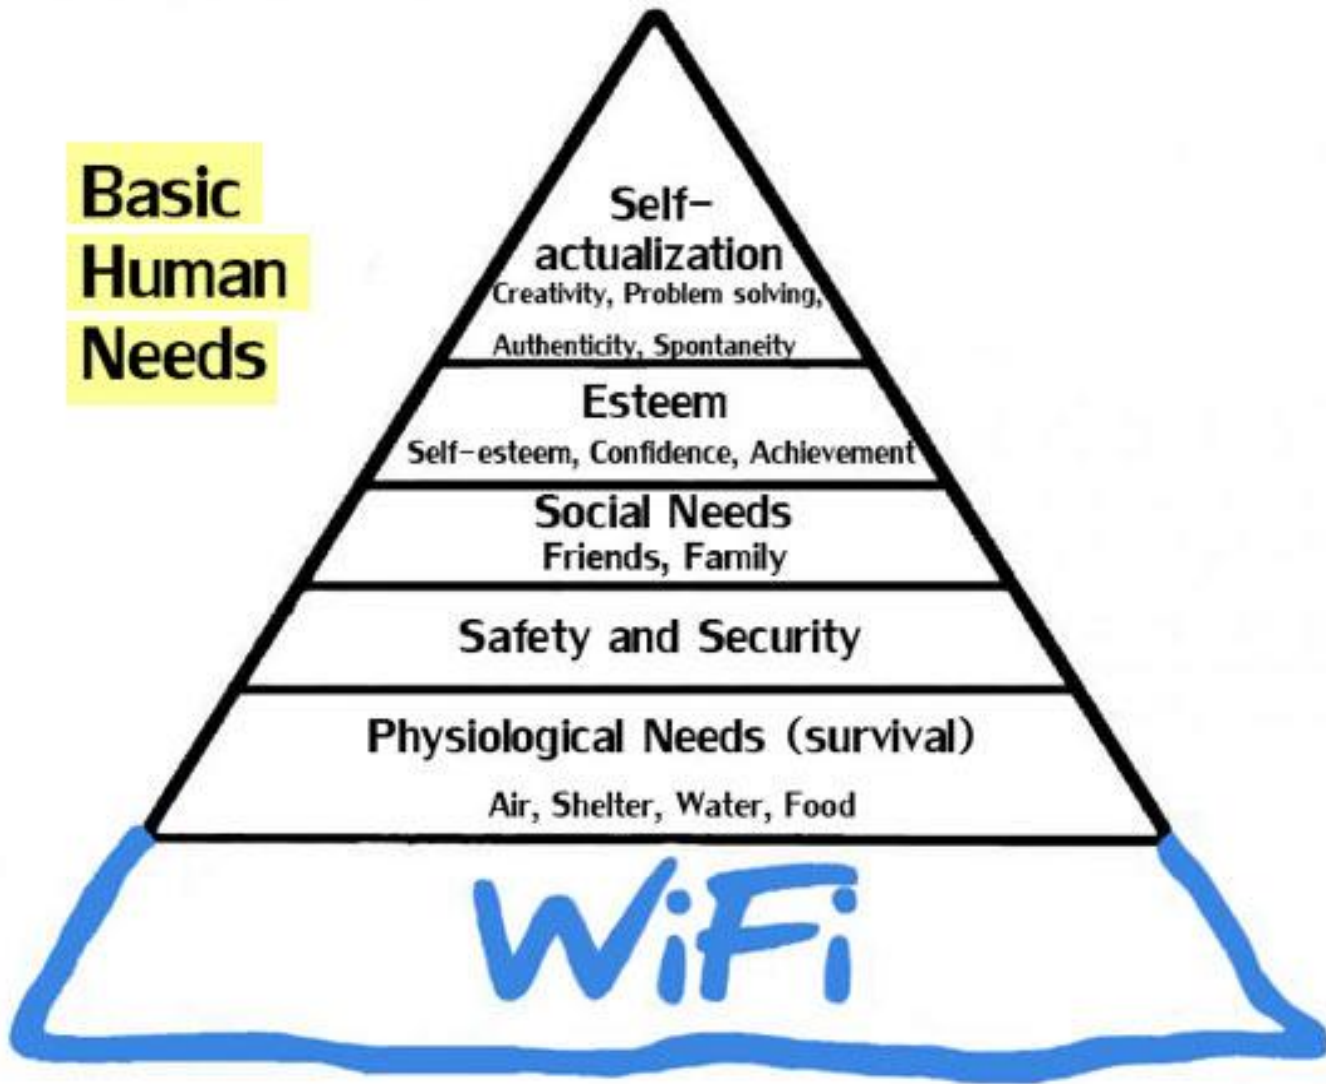 Basic
Human
Needs
Self-
actualization
Creativity, Problem solving,
Authenticity, Spontaneity
Esteem
Self-esteem, Confidence, Achievement
Social Needs
Friends, Family
Safety and Security
Physiological Needs (survival)
Air, Shelter, Water, Food
WiFi